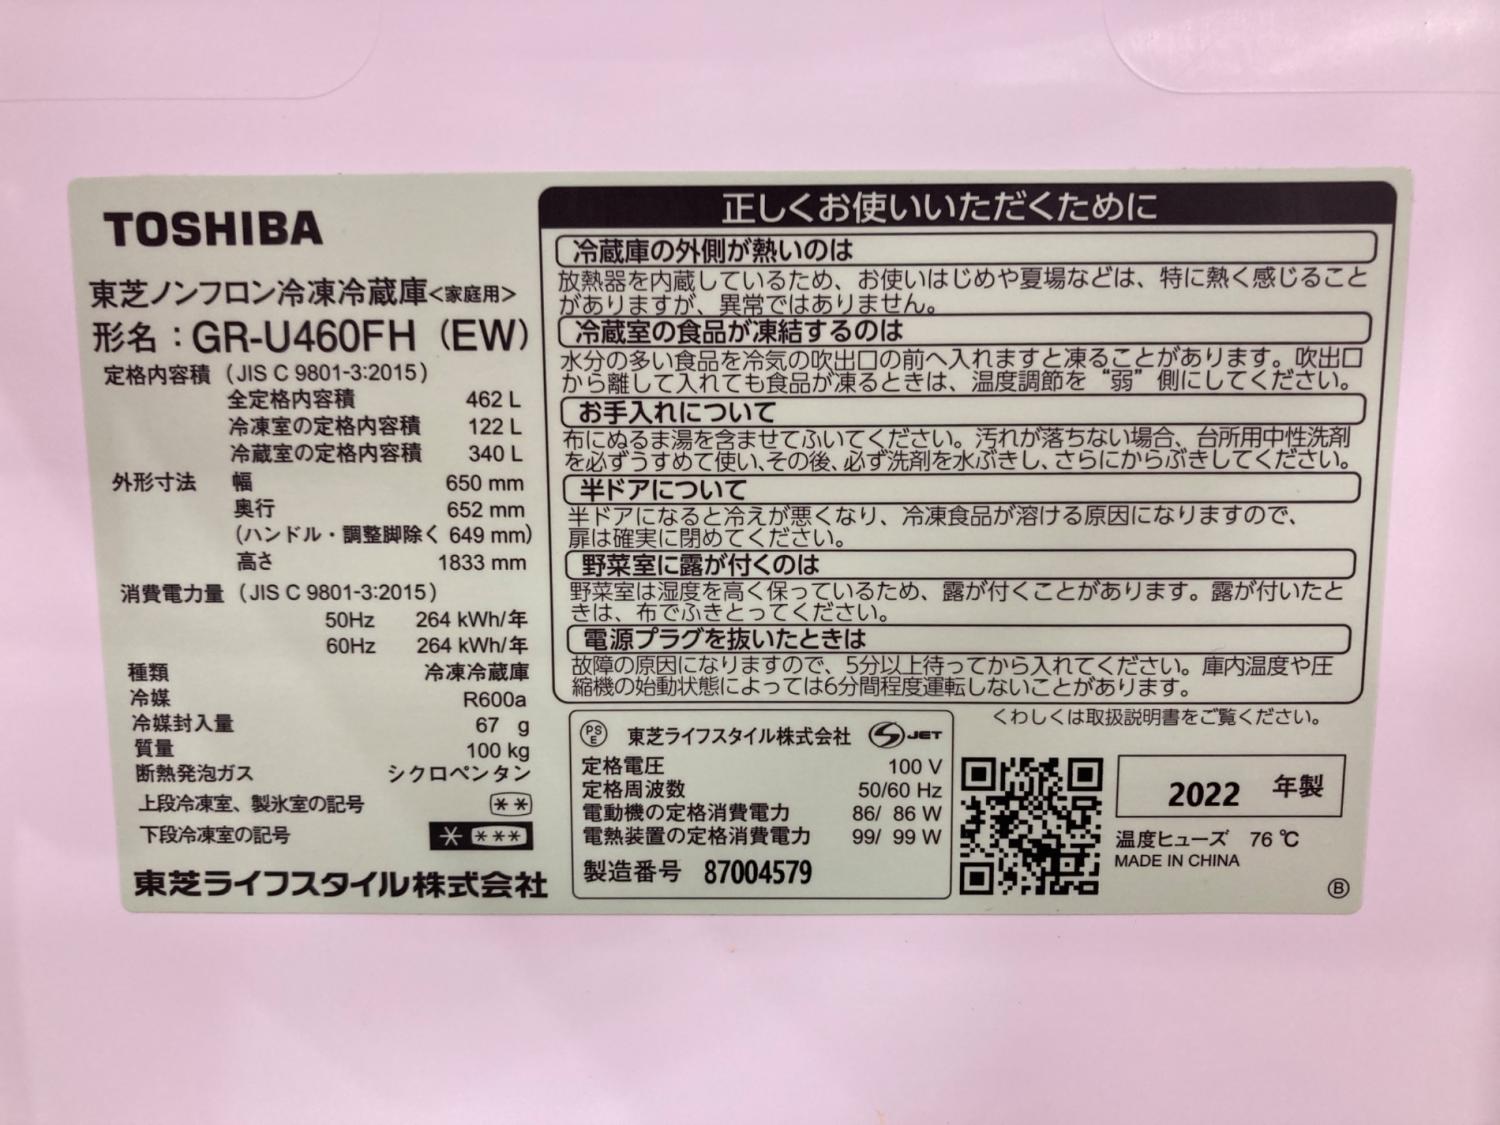 TOSHIBA
東芝ノンフロン冷凍冷蔵庫<家庭用>
形名：GR-U460FH (EW)
定格内容積 (JIS C 9801-3:2015)
全定格内容積 462 L
冷凍室の定格内容積 122 L
冷蔵室の定格内容積 340 L
外形寸法 幅 650 mm
奥行 652 mm
(ハンドル・調整脚除く 649 mm)
高さ 1833 mm
消費電力量 (JIS C 9801-3:2015)
50Hz 264 kWh/年
60Hz 264 kWh/年
種類 冷凍冷蔵庫
冷媒 R600a
冷媒封入量 67 g
質量 100 kg
断熱発泡ガス シクロペンタン
上段冷凍室、製氷室の記号 **
下段冷凍室の記号 * ***
東芝ライフスタイル株式会社
正しくお使いいただくために
冷蔵庫の外側が熱いのは
放熱器を内蔵しているため、お使いはじめや夏場などは、特に熱く感じること
がありますが、異常ではありません。
冷蔵室の食品が凍結するのは
水分の多い食品を冷気の吹出口の前へ入れますと凍ることがあります。吹出口
から離して入れても食品が凍るときは、温度調節を“弱”側にしてください。
お手入れについて
布にぬるま湯を含ませてふいてください。汚れが落ちない場合、台所用中性洗剤
を必ずうすめて使い、その後、必ず洗剤を水ぶきし、さらにからぶきしてください。
半ドアについて
半ドアになると冷えが悪くなり、冷凍食品が溶ける原因になりますので、
扉は確実に閉めてください。
野菜室に露が付くのは
野菜室は湿度を高く保っているため、露が付くことがあります。露が付いたと
きは、布でふきとってください。
電源プラグを抜いたときは
故障の原因になりますので、5分以上待ってから入れてください。庫内温度や圧
縮機の始動状態によっては6分間程度運転しないことがあります。
くわしくは取扱説明書をご覧ください。
PSE 東芝ライフスタイル株式会社 S JET
定格電圧 100 V
定格周波数 50/60 Hz
電動機の定格消費電力 86/ 86 W
電熱装置の定格消費電力 99/ 99 W
製造番号 87004579
2022 年製
温度ヒューズ 76 ℃
MADE IN CHINA
Ⓑ